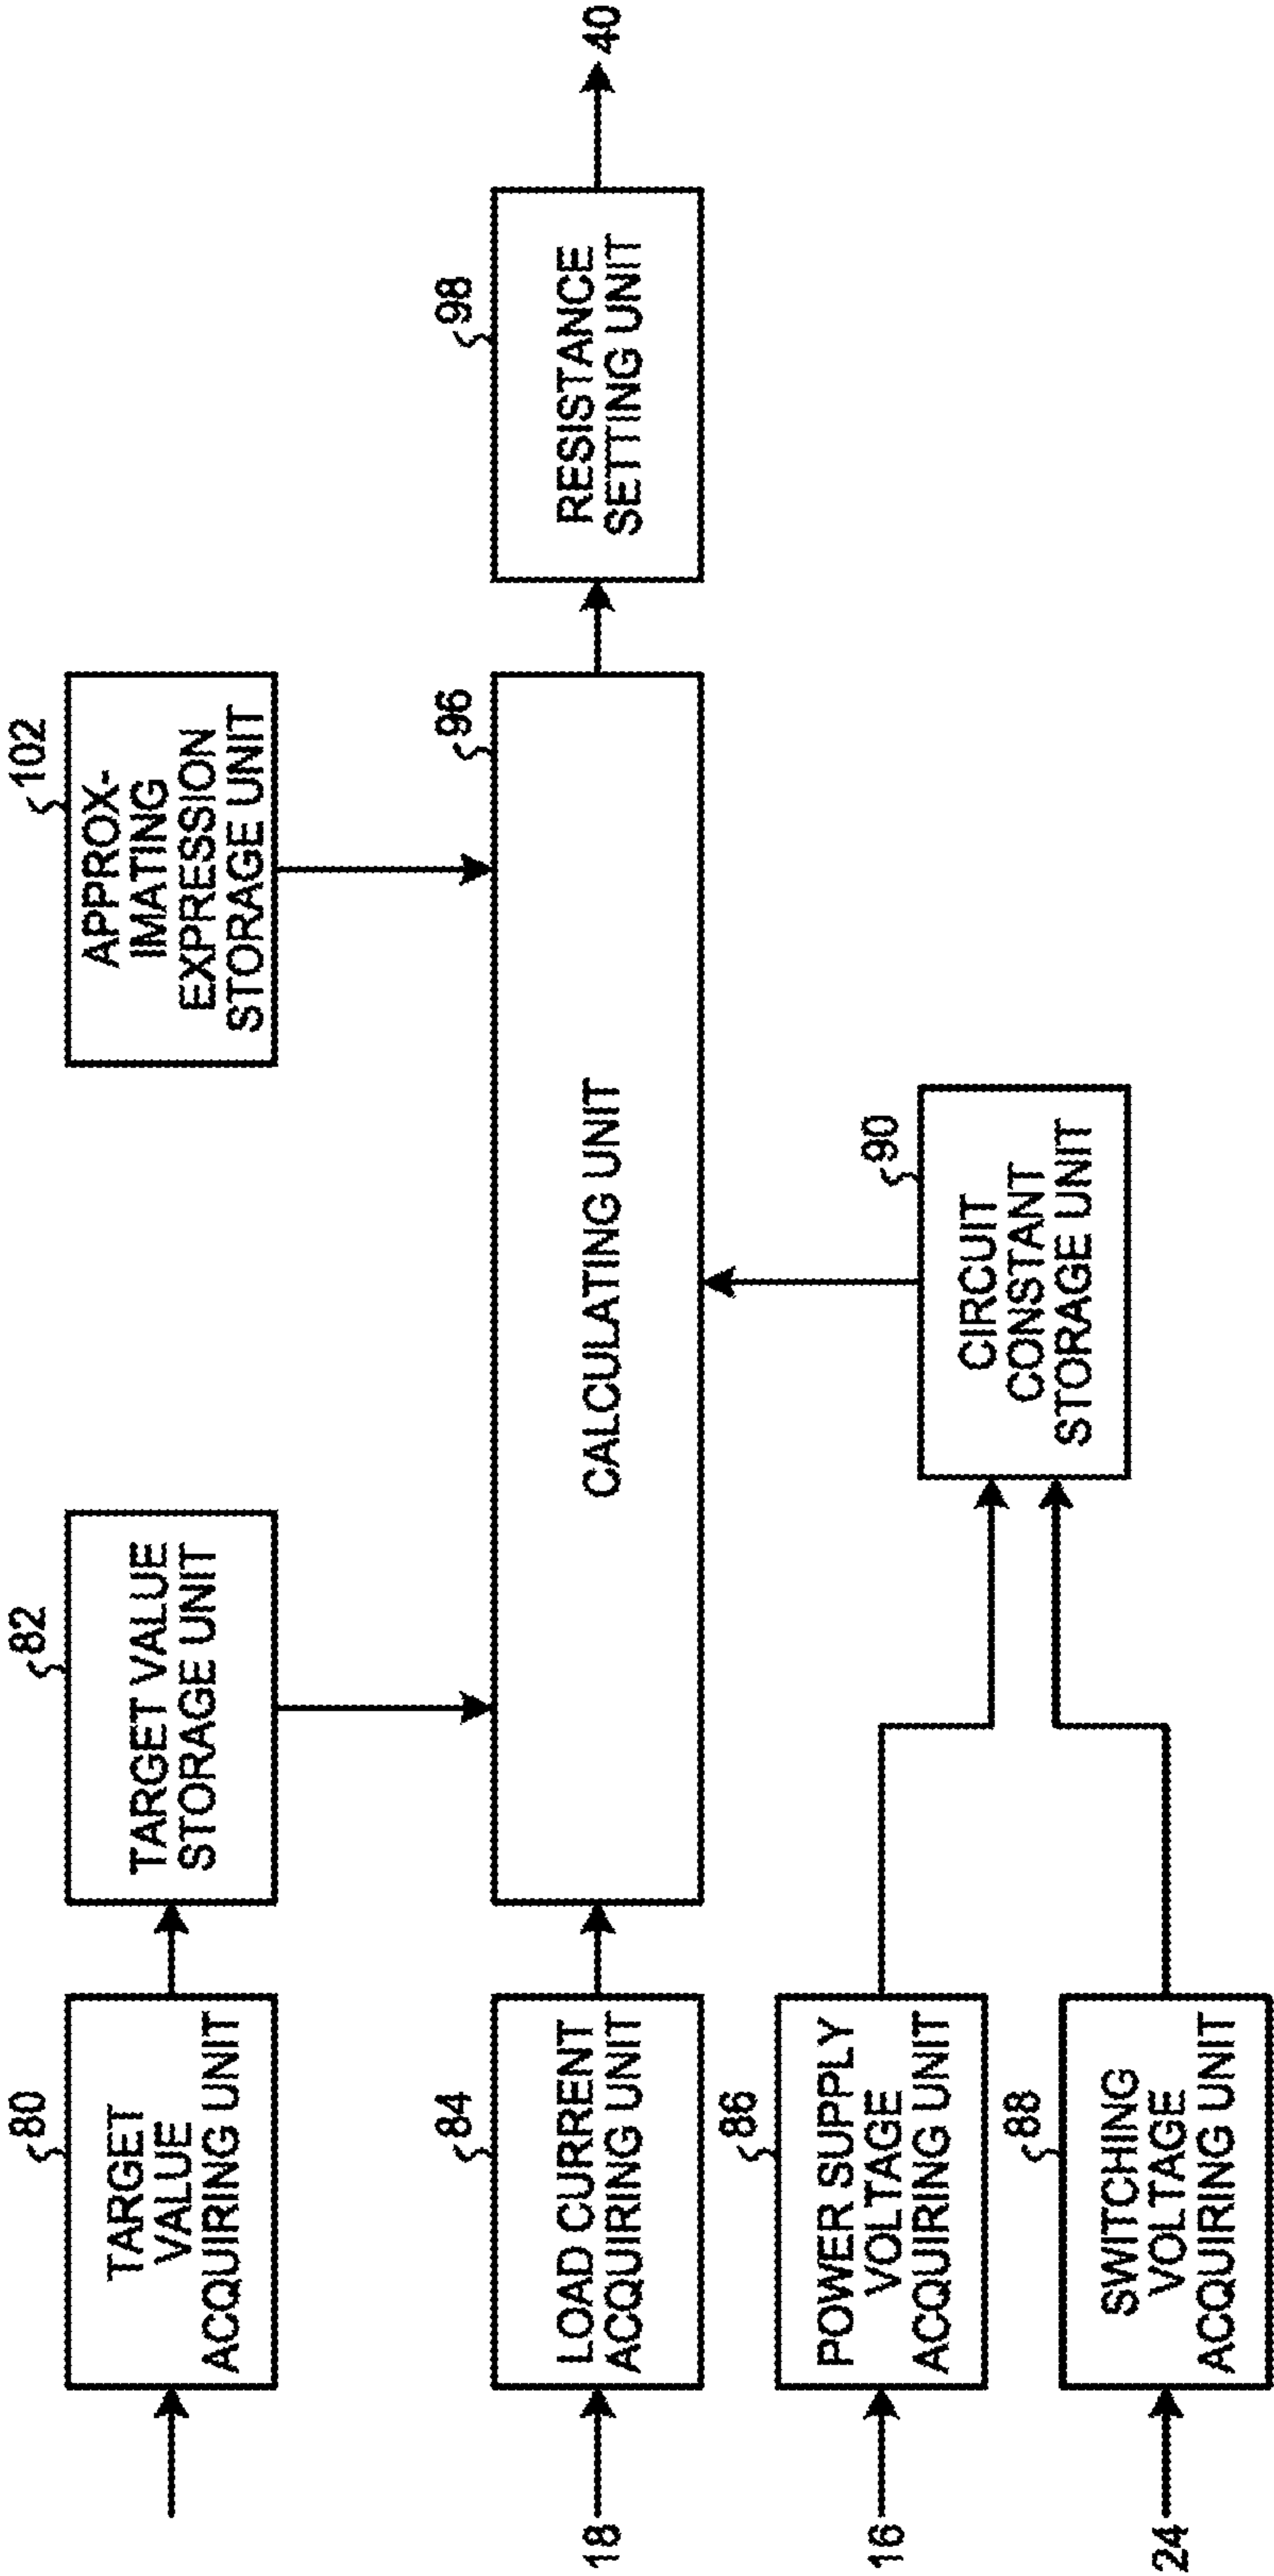 80
TARGET
VALUE
ACQUIRING UNIT
82
TARGET VALUE
STORAGE UNIT
102
APPROX-
IMATING
EXPRESSION
STORAGE UNIT
18
84
LOAD CURRENT
ACQUIRING UNIT
96
CALCULATING UNIT
98
RESISTANCE
SETTING UNIT
40
16
86
POWER SUPPLY
VOLTAGE
ACQUIRING UNIT
90
CIRCUIT
CONSTANT
STORAGE UNIT
24
88
SWITCHING
VOLTAGE
ACQUIRING UNIT